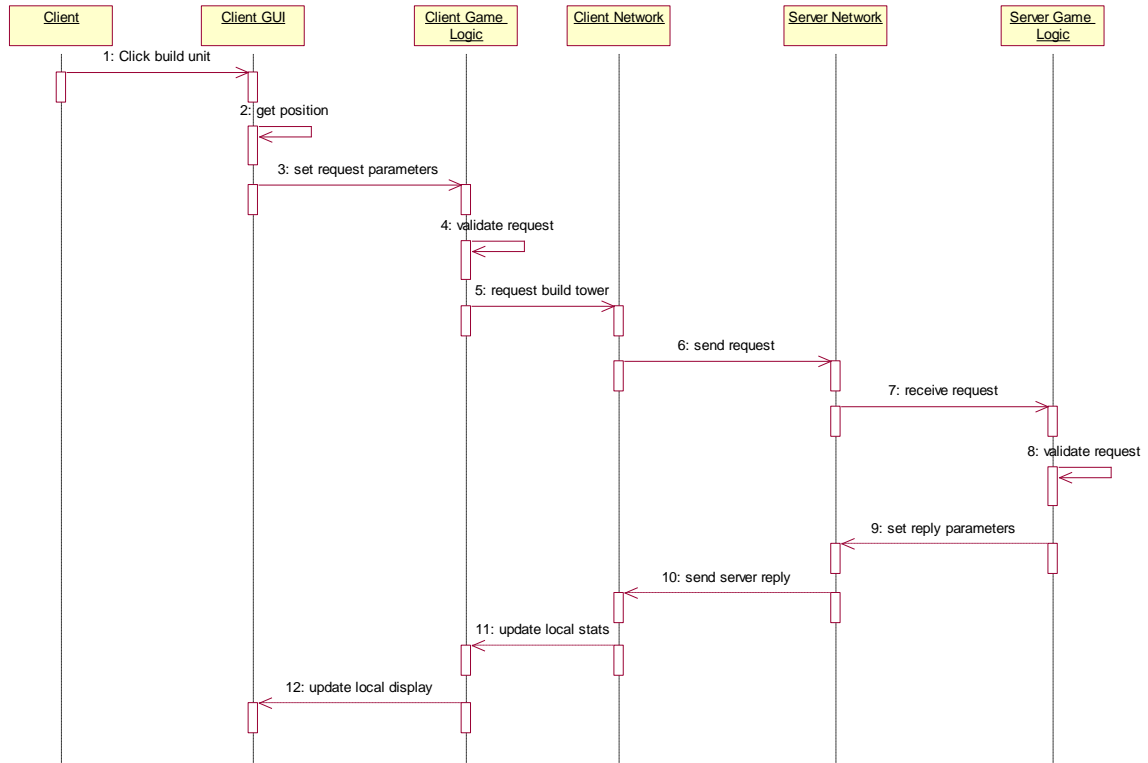 Client
Client GUI
Client Game
Logic
Client Network
Server Network
Server Game
Logic
1: Click build unit
2: get position
3: set request parameters
4: validate request
5: request build tower
6: send request
7: receive request
8: validate request
9: set reply parameters
10: send server reply
11: update local stats
12: update local display